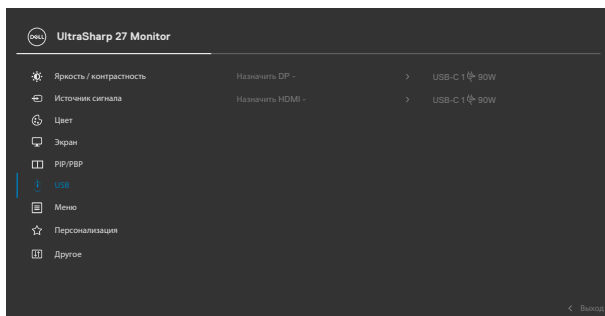 DELL UltraSharp 27 Monitor
Яркость / контрастность Назначить DP - > USB-C 1 90W
Источник сигнала Назначить HDMI - > USB-C 1 90W
Цвет
Экран
PIP/PBP
USB
Меню
Персонализация
Другое
< Выход